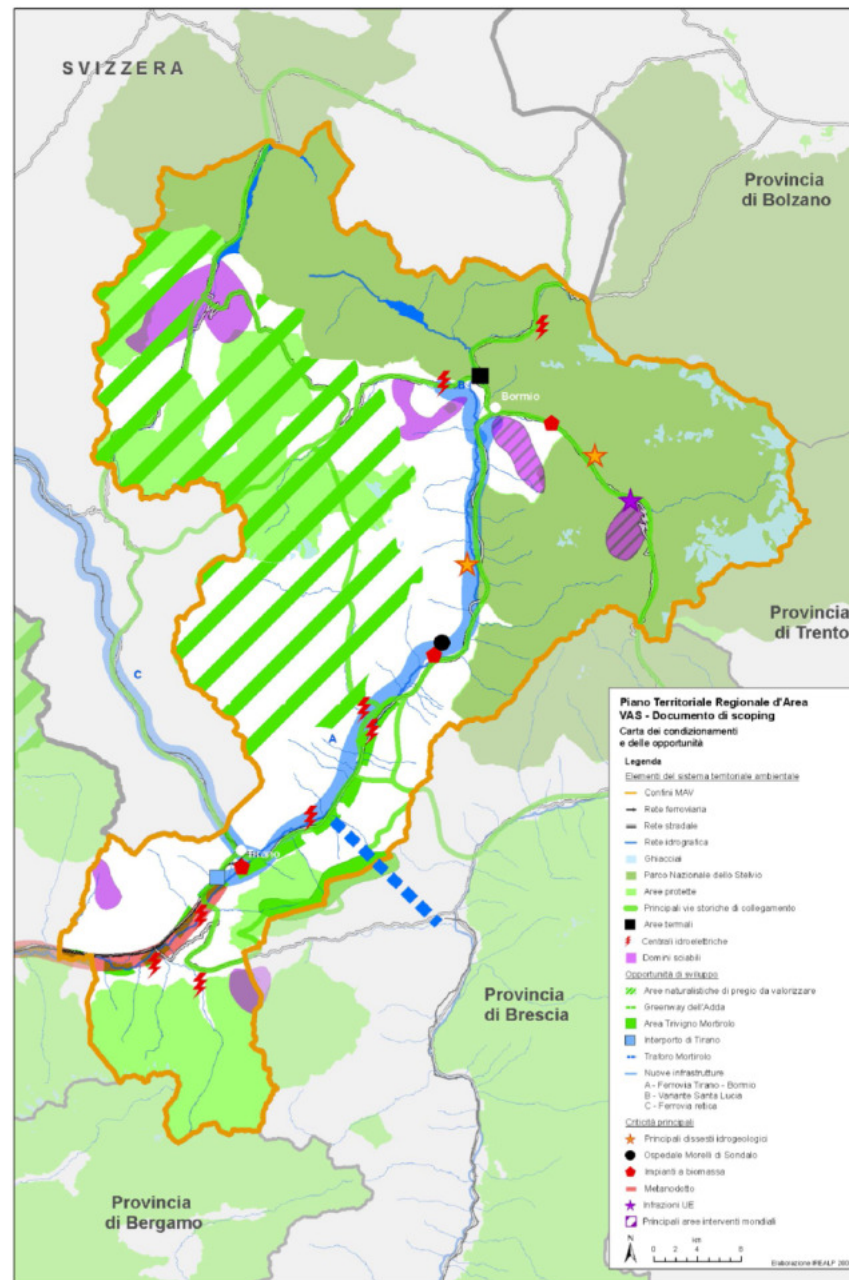 SVIZZERA
Provincia
di Bolzano
B
Bormio
Provincia
di Trento
C
A
Tirano
Provincia
di Brescia
Provincia
di Bergamo
Piano Territoriale Regionale d'Area
VAS - Documento di scoping
Carta dei condizionamenti
e delle opportunità
Legenda
Elementi del sistema territoriale ambientale
Confini MAV
Rete ferroviaria
Rete stradale
Rete idrografica
Ghiacciai
Parco Nazionale dello Stelvio
Aree protette
Principali vie storiche di collegamento
Aree termali
Centrali idroelettriche
Domini sciabili
Opportunità di sviluppo
Aree naturalistiche di pregio da valorizzare
Greenway dell'Adda
Area Trivigno Mortirolo
Interporto di Tirano
Traforo Mortirolo
Nuove infrastrutture
A - Ferrovia Tirano - Bormio
B - Variante Santa Lucia
C - Ferrovia retica
Criticità principali
Principali dissesti idrogeologici
Ospedale Morelli di Sondalo
Impianti a biomassa
Metanodotto
Infrazioni UE
Principali aree interventi mondiali
N
km
0 2 4 8
Elaborazione IREALP